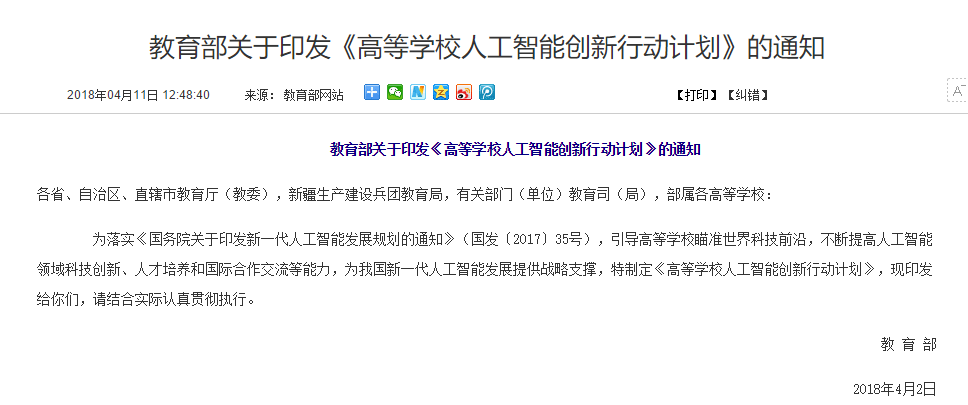 教育部关于印发《高等学校人工智能创新行动计划》的通知
2018年04月11日 12:48:40 来源： 教育部网站 【打印】【纠错】 A-
教育部关于印发《高等学校人工智能创新行动计划》的通知
各省、自治区、直辖市教育厅（教委），新疆生产建设兵团教育局，有关部门（单位）教育司（局），部属各高等学校：
为落实《国务院关于印发新一代人工智能发展规划的通知》（国发〔2017〕35号），引导高等学校瞄准世界科技前沿，不断提高人工智能
领域科技创新、人才培养和国际合作交流等能力，为我国新一代人工智能发展提供战略支撑，特制定《高等学校人工智能创新行动计划》，现印发
给你们，请结合实际认真贯彻执行。
教 育 部
2018年4月2日